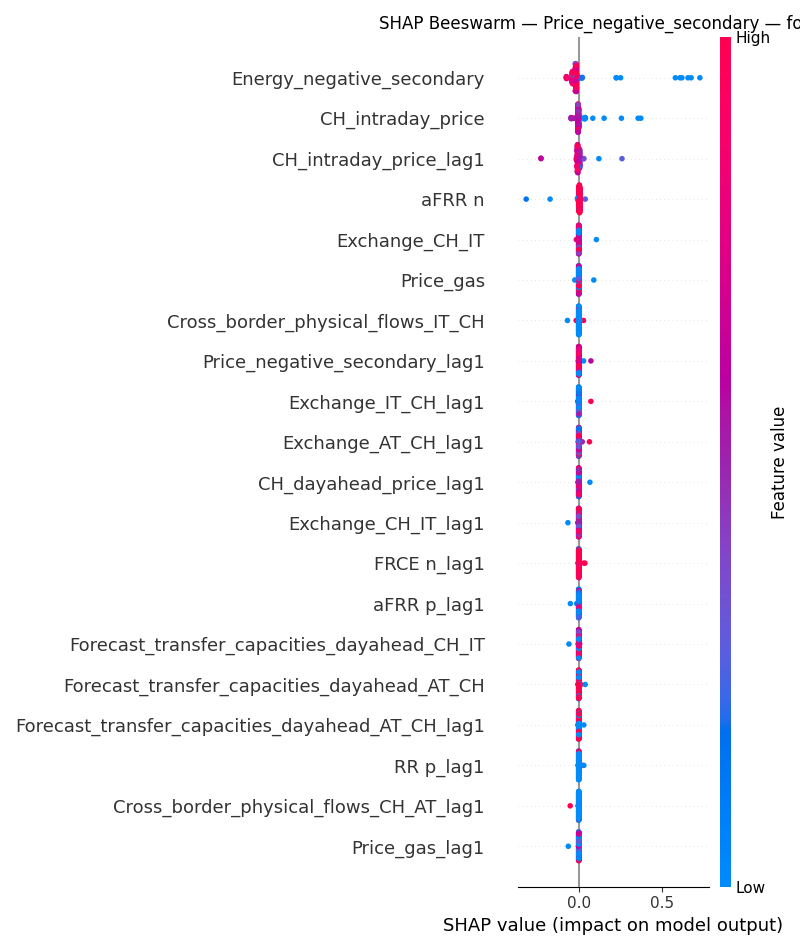 SHAP Beeswarm — Price_negative_secondary — fo
High
Energy_negative_secondary
CH_intraday_price
CH_intraday_price_lag1
aFRR n
Exchange_CH_IT
Price_gas
Cross_border_physical_flows_IT_CH
Price_negative_secondary_lag1
Exchange_IT_CH_lag1
Exchange_AT_CH_lag1
CH_dayahead_price_lag1
Exchange_CH_IT_lag1
FRCE n_lag1
aFRR p_lag1
Forecast_transfer_capacities_dayahead_CH_IT
Forecast_transfer_capacities_dayahead_AT_CH
Forecast_transfer_capacities_dayahead_AT_CH_lag1
RR p_lag1
Cross_border_physical_flows_CH_AT_lag1
Price_gas_lag1
Feature value
Low
0.0 0.5
SHAP value (impact on model output)